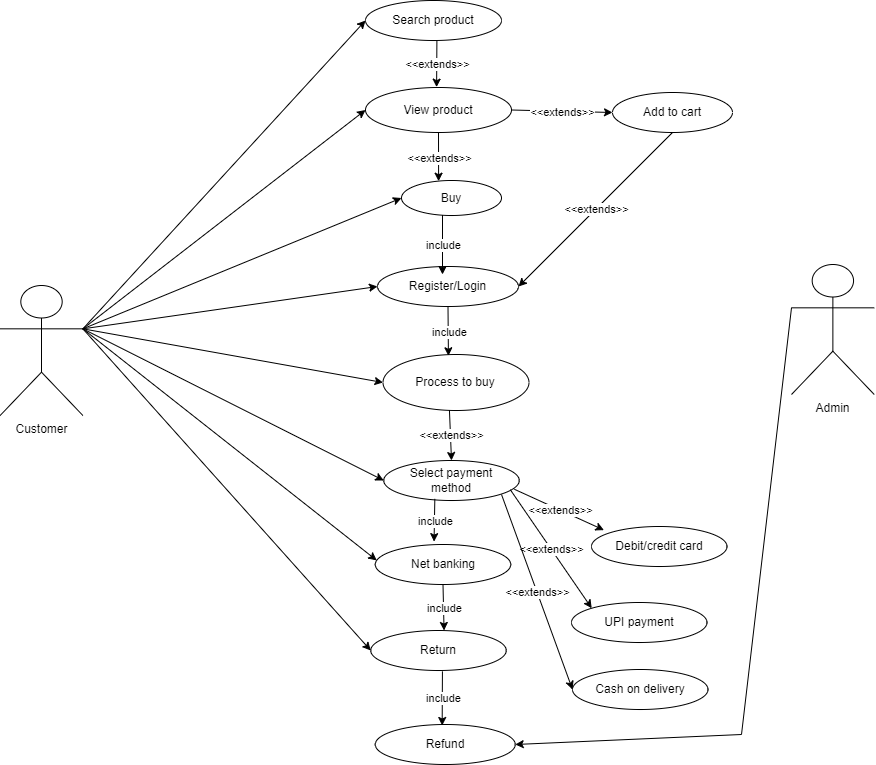 Search product
<<extends>>
View product
<<extends>>
Add to cart
<<extends>>
Buy
<<extends>>
include
Register/Login
include
Process to buy
Customer
Admin
<<extends>>
Select payment
method
<<extends>>
include
Debit/credit card
<<extends>>
Net banking
<<extends>>
include
UPI payment
Return
Cash on delivery
include
Refund